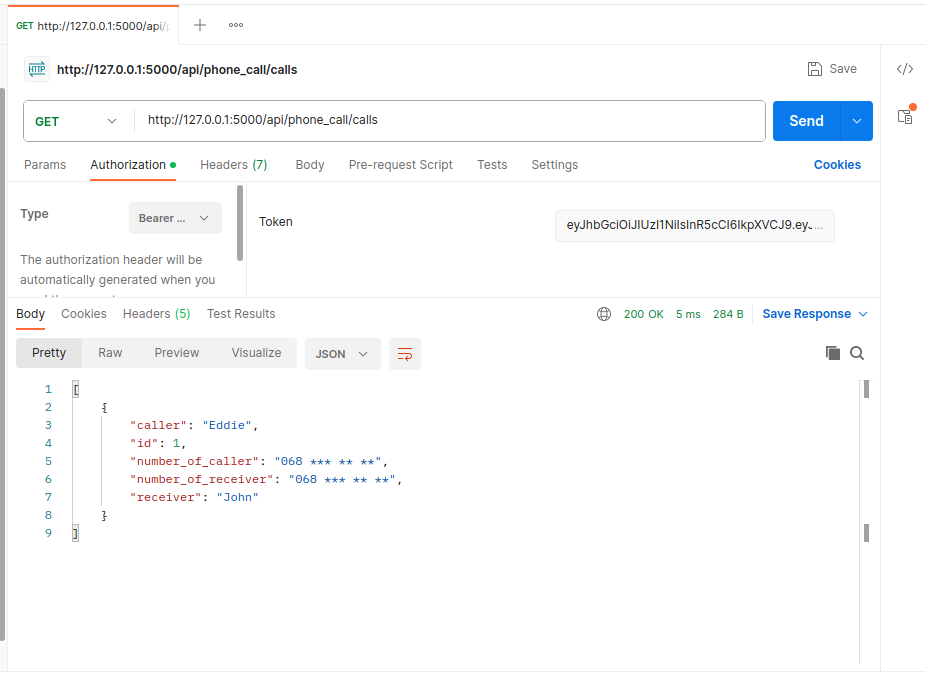 GET http://127.0.0.1:5000/api/
HTTP http://127.0.0.1:5000/api/phone_call/calls Save </>
GET http://127.0.0.1:5000/api/phone_call/calls Send
Params Authorization Headers (7) Body Pre-request Script Tests Settings Cookies
Type Bearer ... Token eyJhbGciOiJIUzI1NiIsInR5cCI6IkpXVCJ9.ey...
The authorization header will be
automatically generated when you
Body Cookies Headers (5) Test Results 200 OK 5 ms 284 B Save Response
Pretty Raw Preview Visualize JSON
1 [
2 {
3 "caller": "Eddie",
4 "id": 1,
5 "number_of_caller": "068 *** ** **",
6 "number_of_receiver": "068 *** ** **",
7 "receiver": "John"
8 }
9 ]